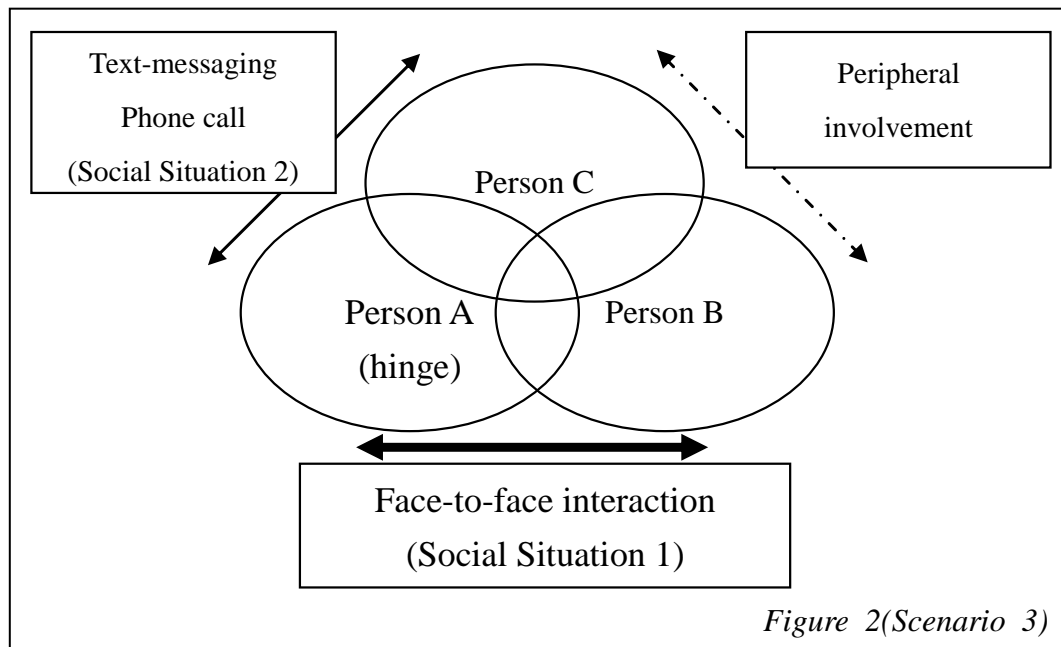 Text-messaging
Phone call
(Social Situation 2)
Peripheral
involvement
Person C
Person A
(hinge)
Person B
Face-to-face interaction
(Social Situation 1)
Figure 2(Scenario 3)